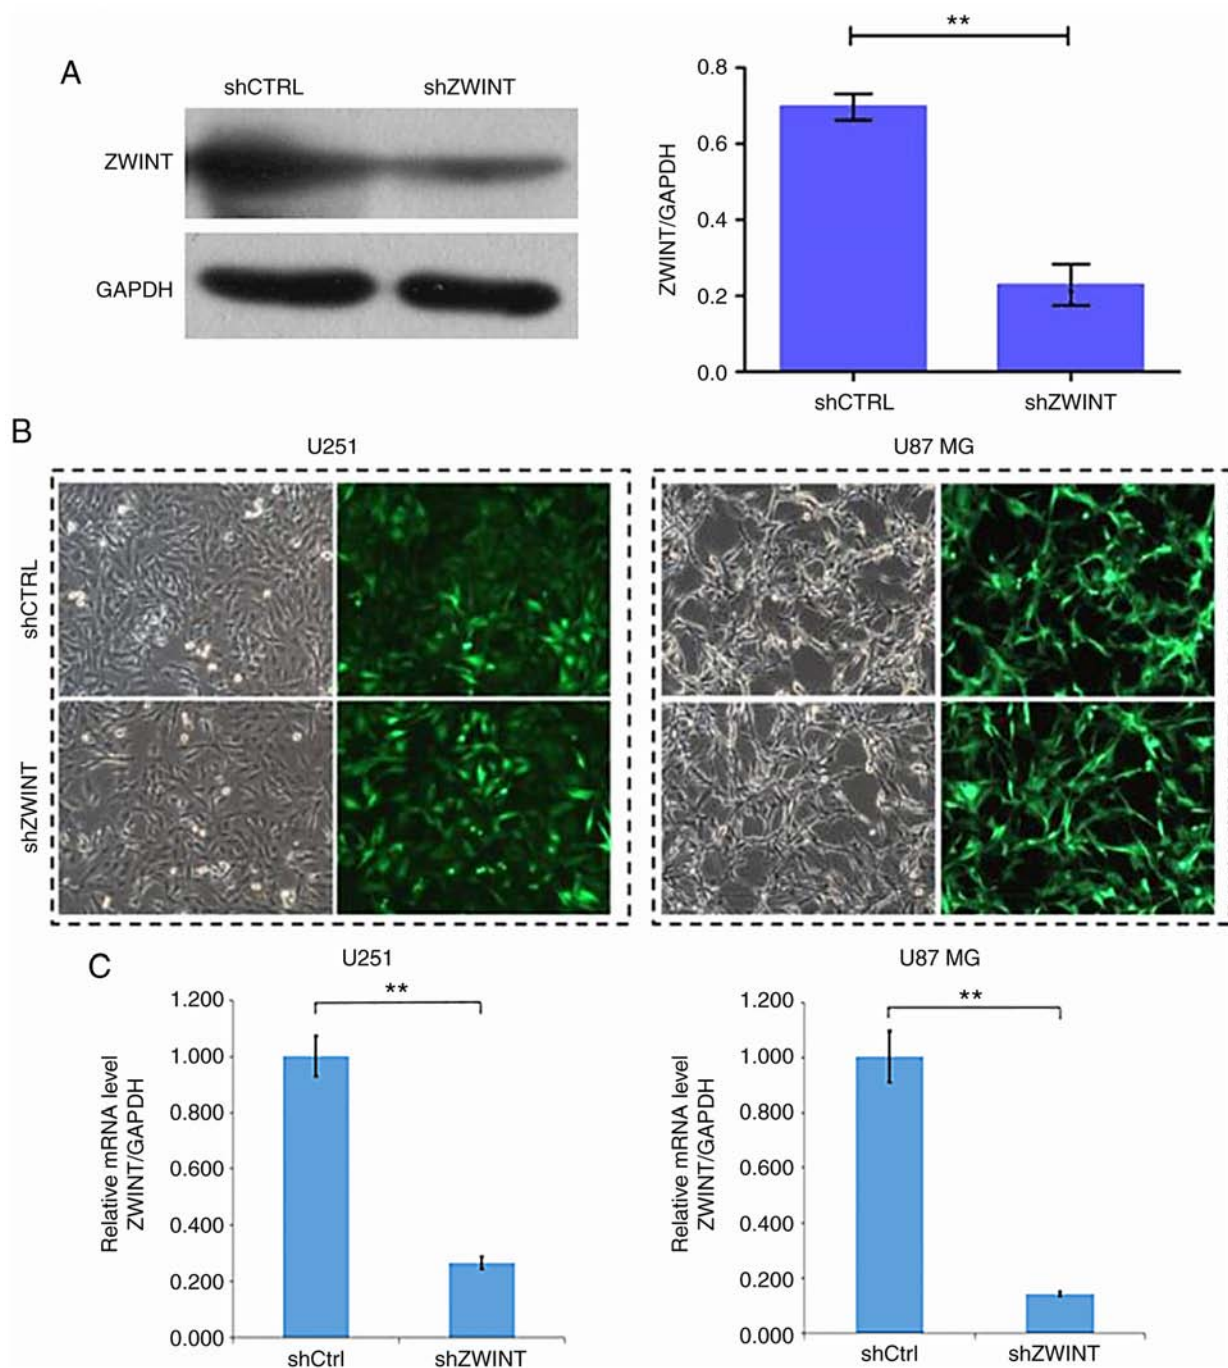 A
shCTRL shZWINT
ZWINT
GAPDH
**
ZWINT/GAPDH
0.8
0.6
0.4
0.2
0.0
shCTRL shZWINT
B
U251 U87 MG
shCTRL
shZWINT
C
U251
**
Relative mRNA level
ZWINT/GAPDH
1.200
1.000
0.800
0.600
0.400
0.200
0.000
shCtrl shZWINT
U87 MG
**
Relative mRNA level
ZWINT/GAPDH
1.200
1.000
0.800
0.600
0.400
0.200
0.000
shCtrl shZWINT